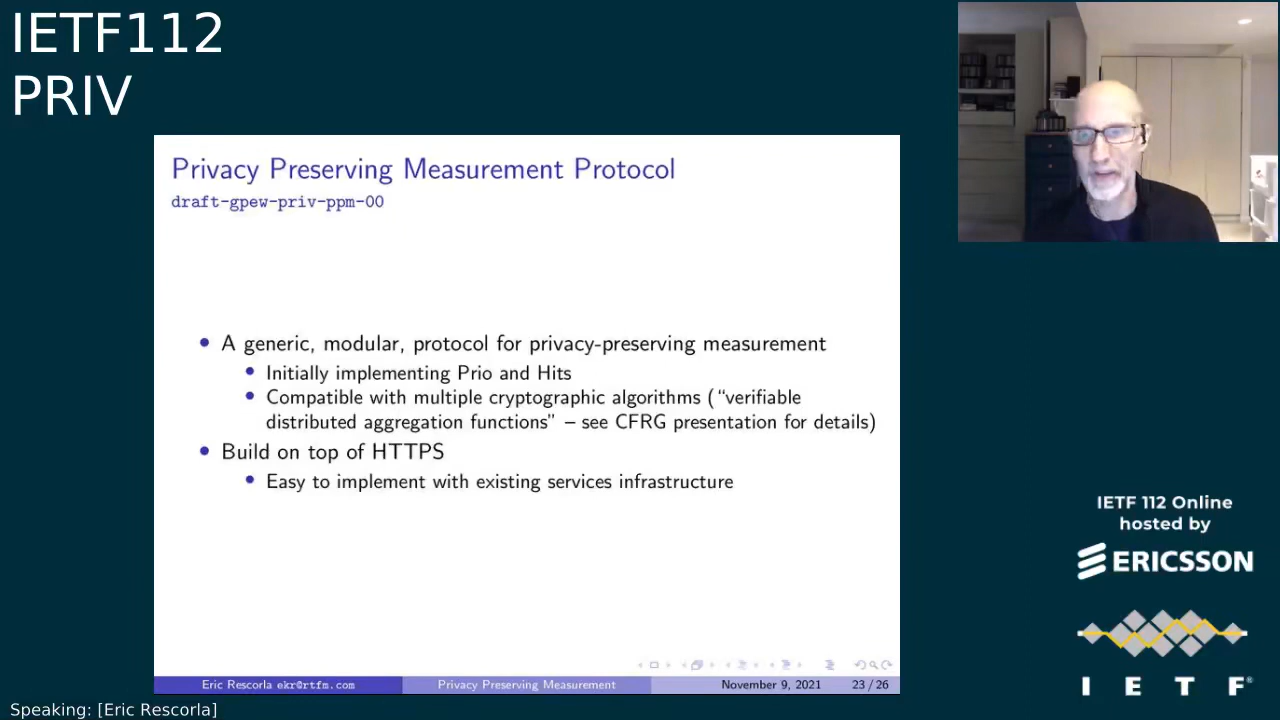 IETF112
PRIV
Privacy Preserving Measurement Protocol
draft-gpew-priv-ppm-00
• A generic, modular, protocol for privacy-preserving measurement
• Initially implementing Prio and Hits
• Compatible with multiple cryptographic algorithms (“verifiable
distributed aggregation functions” – see CFRG presentation for details)
• Build on top of HTTPS
• Easy to implement with existing services infrastructure
Eric Rescorla ekr@rtfm.com Privacy Preserving Measurement November 9, 2021 23 / 26
IETF 112 Online
hosted by
ERICSSON
I E T F®
Speaking: [Eric Rescorla]